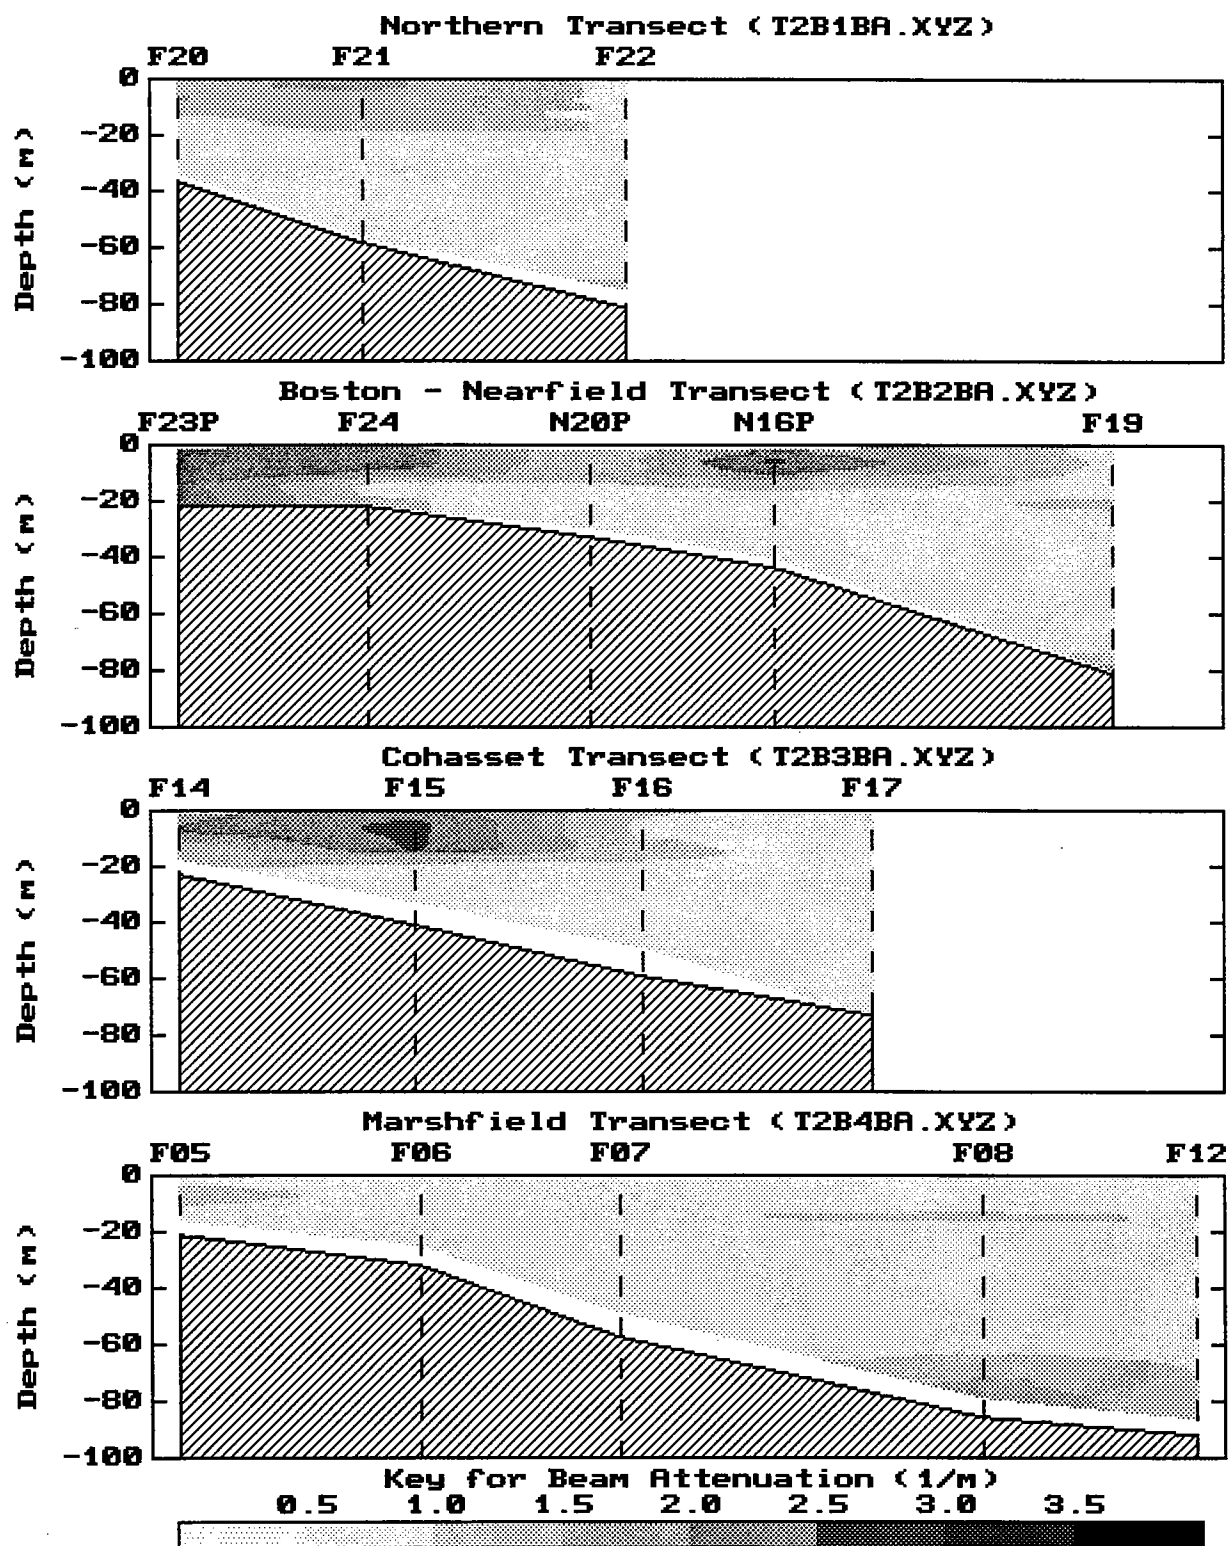 Northern Transect (T2B1BA.XYZ)
F20 F21 F22
0
-20
-40
-60
-80
-100
Depth (m)
Boston - Nearfield Transect (T2B2BA.XYZ)
F23P F24 N20P N16P F19
0
-20
-40
-60
-80
-100
Depth (m)
Cohasset Transect (T2B3BA.XYZ)
F14 F15 F16 F17
0
-20
-40
-60
-80
-100
Depth (m)
Marshfield Transect (T2B4BA.XYZ)
F05 F06 F07 F08 F12
0
-20
-40
-60
-80
-100
Depth (m)
Key for Beam Attenuation (1/m)
0.5 1.0 1.5 2.0 2.5 3.0 3.5